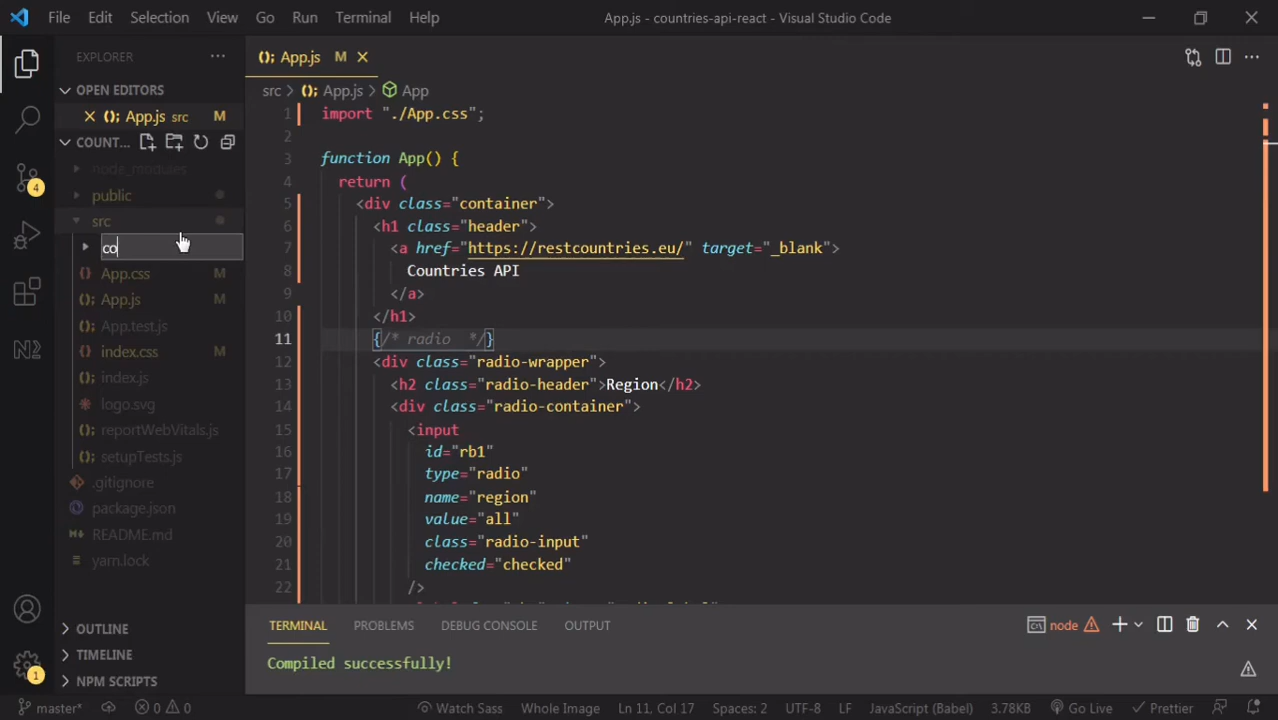 File Edit Selection View Go Run Terminal Help App.js - countries-api-react - Visual Studio Code
EXPLORER ···
App.js M
OPEN EDITORS
src > App.js > App
App.js src M
COUNT...
node_modules
public
src
co
App.css M
App.js M
App.test.js
index.css M
index.js
logo.svg
reportWebVitals.js
setupTests.js
.gitignore
package.json
README.md
yarn.lock
OUTLINE
TIMELINE
NPM SCRIPTS
4
1
1 import "./App.css";
2
3 function App() {
4 return (
5 <div class="container">
6 <h1 class="header">
7 <a href="https://restcountries.eu/" target="_blank">
8 Countries API
9 </a>
10 </h1>
11 {/* radio  */}
12 <div class="radio-wrapper">
13 <h2 class="radio-header">Region</h2>
14 <div class="radio-container">
15 <input
16 id="rb1"
17 type="radio"
18 name="region"
19 value="all"
20 class="radio-input"
21 checked="checked"
22 />
TERMINAL PROBLEMS DEBUG CONSOLE OUTPUT node
Compiled successfully!
master* 0 0 Watch Sass Whole Image Ln 11, Col 17 Spaces: 2 UTF-8 LF JavaScript (Babel) 3.78KB Go Live Prettier